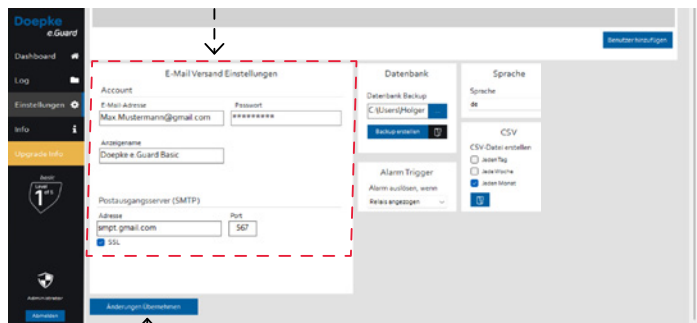 Doepke
e.Guard
Dashboard
Log
Einstellungen
Info
Upgrade Info
basic
Level
1 of 5
Administrator
Abmelden
Benutzer hinzufügen
E-Mail Versand Einstellungen
Account
E-Mail-Adresse
Passwort
Max.Mustermann@gmail.com
*********
Anzeigename
Doepke e.Guard Basic
Postausgangsserver (SMTP)
Adresse
Port
smpt.gmail.com
567
SSL
Änderungen Übernehmen
Datenbank
Datenbank Backup
C:\Users\Holger
...
Backup erstellen
Alarm Trigger
Alarm auslösen, wenn
Relais angezogen
Sprache
Sprache
de
CSV
CSV-Datei erstellen
Jeden Tag
Jede Woche
Jeden Monat